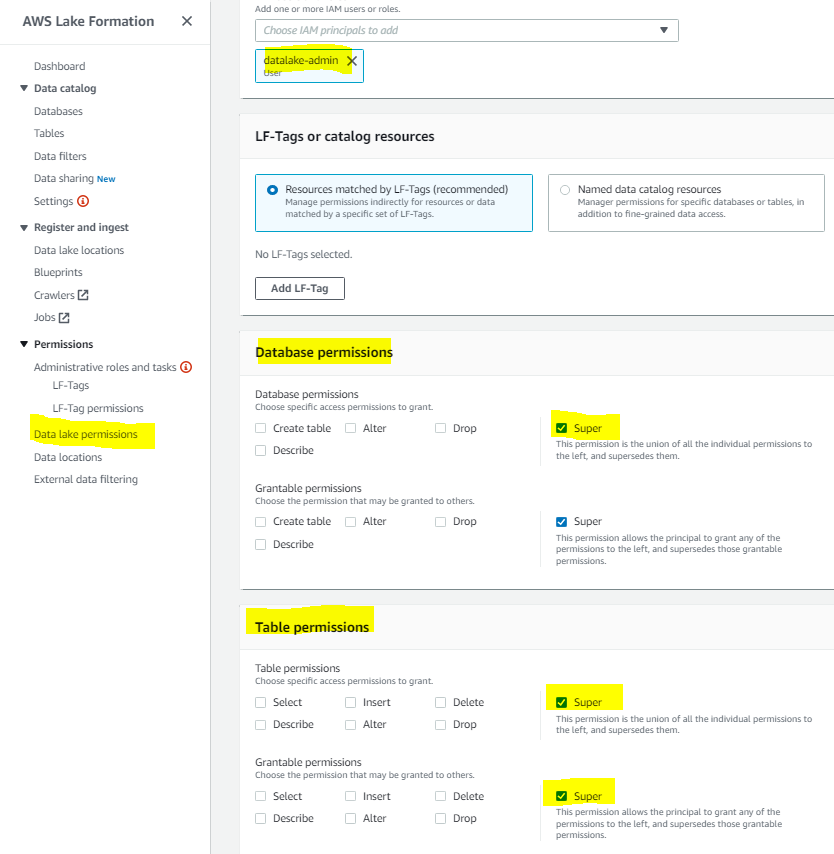 AWS Lake Formation
Dashboard
Data catalog
Databases
Tables
Data filters
Data sharing New
Settings
Register and ingest
Data lake locations
Blueprints
Crawlers
Jobs
Permissions
Administrative roles and tasks
LF-Tags
LF-Tag permissions
Data lake permissions
Data locations
External data filtering
Add one or more IAM users or roles.
Choose IAM principals to add
datalake-admin
User
LF-Tags or catalog resources
Resources matched by LF-Tags (recommended)
Manage permissions indirectly for resources or data
matched by a specific set of LF-Tags.
Named data catalog resources
Manager permissions for specific databases or tables, in
addition to fine-grained data access.
No LF-Tags selected.
Add LF-Tag
Database permissions
Database permissions
Choose specific access permissions to grant.
Create table Alter Drop
Describe
Super
This permission is the union of all the individual permissions to
the left, and supersedes them.
Grantable permissions
Choose the permission that may be granted to others.
Create table Alter Drop
Describe
Super
This permission allows the principal to grant any of the
permissions to the left, and supersedes those grantable
permissions.
Table permissions
Table permissions
Choose specific access permissions to grant.
Select Insert Delete
Describe Alter Drop
Super
This permission is the union of all the individual permissions to
the left, and supersedes them.
Grantable permissions
Choose the permission that may be granted to others.
Select Insert Delete
Describe Alter Drop
Super
This permission allows the principal to grant any of the
permissions to the left, and supersedes those grantable
permissions.